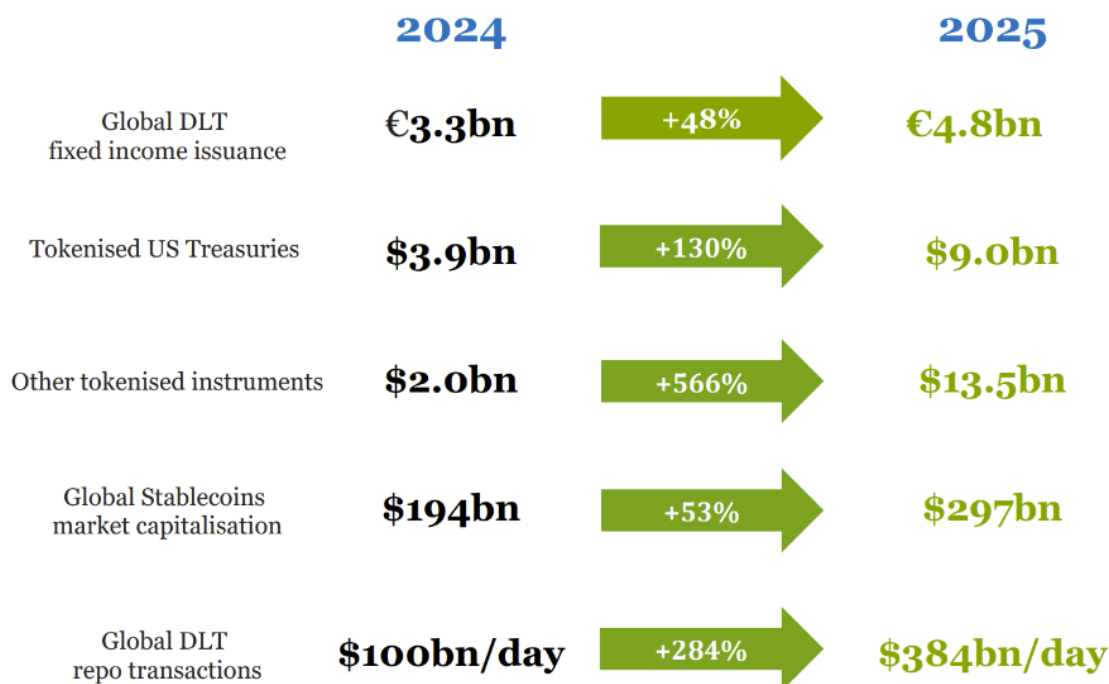 2024 2025
Global DLT
fixed income issuance
€3.3bn +48% €4.8bn
Tokenised US Treasuries $3.9bn +130% $9.0bn
Other tokenised instruments $2.0bn +566% $13.5bn
Global Stablecoins
market capitalisation
$194bn +53% $297bn
Global DLT
repo transactions
$100bn/day +284% $384bn/day